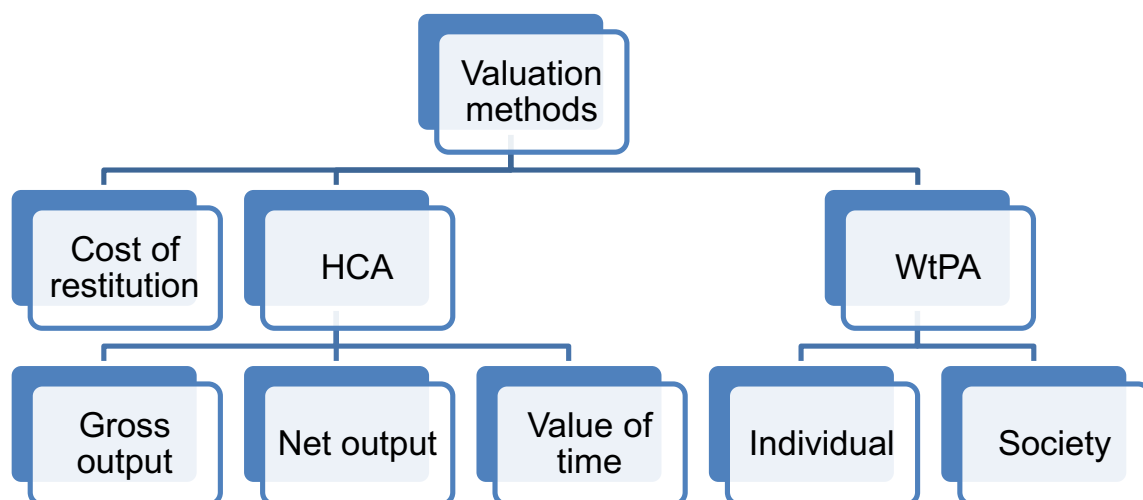 Valuation
methods
Cost of
restitution
HCA
WtPA
Gross
output
Net output
Value of
time
Individual
Society